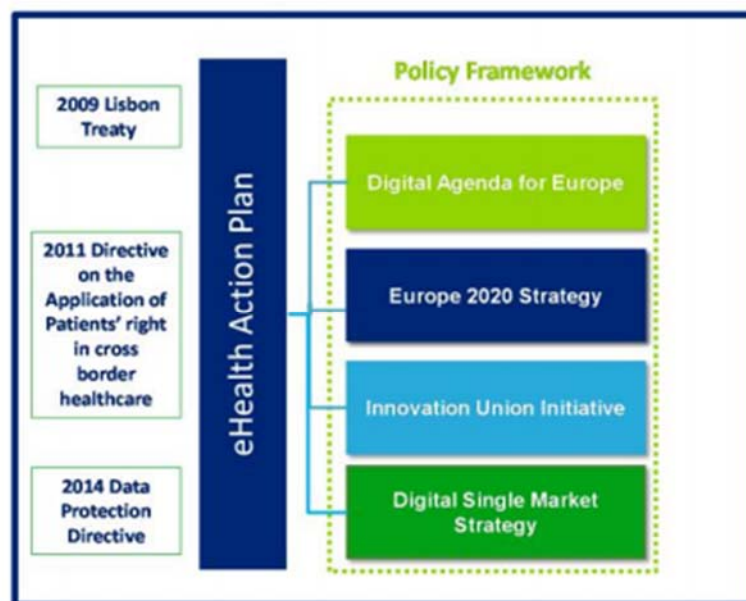 2009 Lisbon
Treaty
2011 Directive
on the
Application of
Patients' right
in cross
border
healthcare
2014 Data
Protection
Directive
eHealth Action Plan
Policy Framework
Digital Agenda for Europe
Europe 2020 Strategy
Innovation Union Initiative
Digital Single Market
Strategy